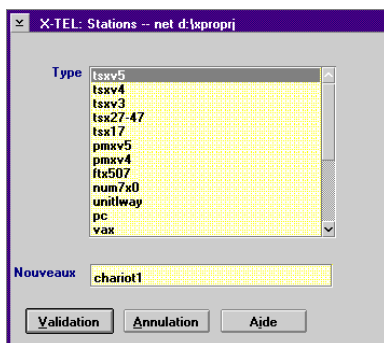 X-TEL: Stations -- net d:\xproprj
Type
tsxv5
tsxv4
tsxv3
tsx27-47
tsx17
pmxv5
pmxv4
ftx507
num7x0
unitlway
pc
vax
Nouveaux chariot1
Validation Annulation Aide